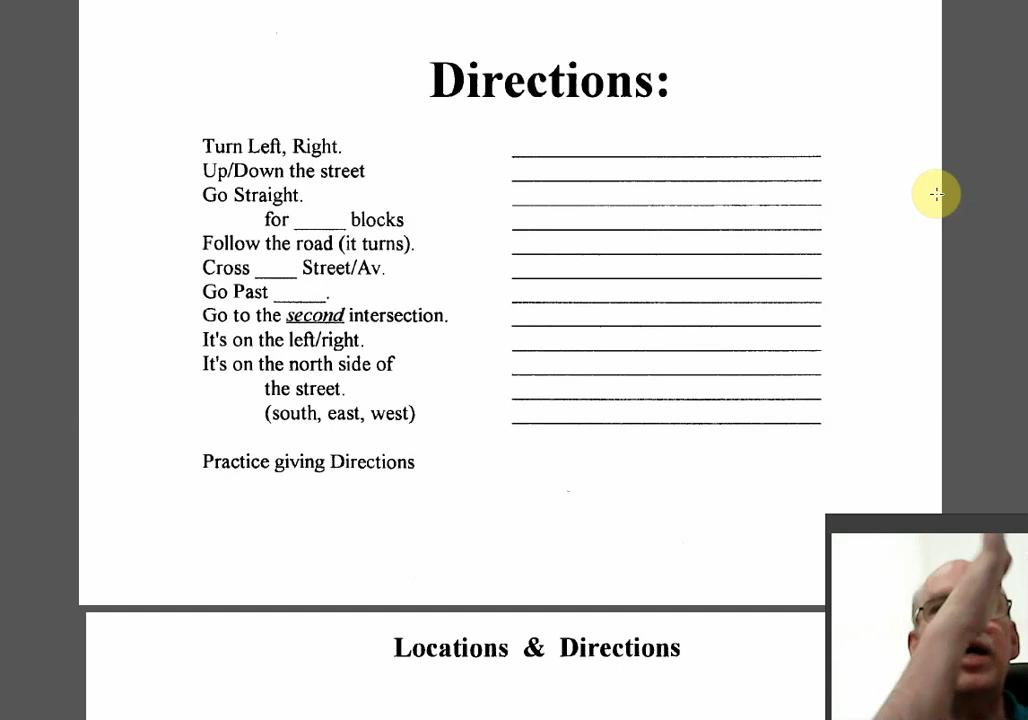 Directions:
Turn Left, Right.
Up/Down the street
Go Straight.
for _____ blocks
Follow the road (it turns).
Cross ____ Street/Av.
Go Past _____.
Go to the second intersection.
It's on the left/right.
It's on the north side of
the street.
(south, east, west)
Practice giving Directions
Locations & Directions